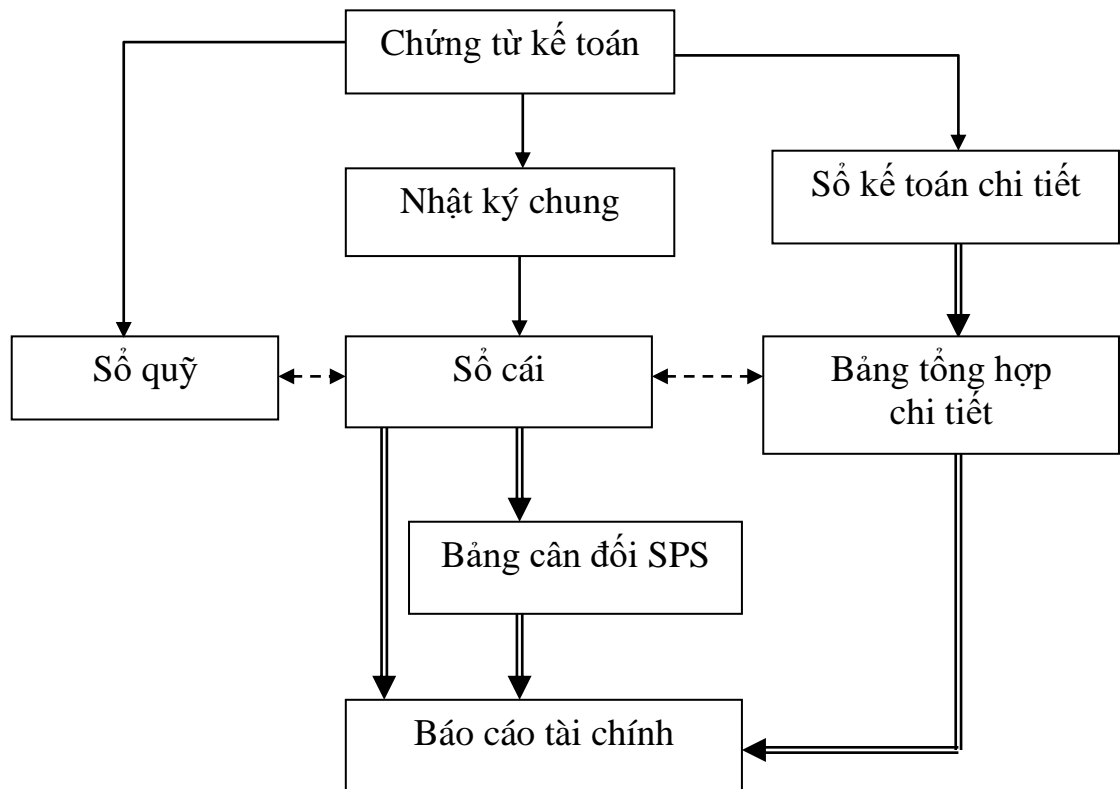 Chứng từ kế toán
Nhật ký chung
Sổ kế toán chi tiết
Sổ quỹ
Sổ cái
Bảng tổng hợp
chi tiết
Bảng cân đối SPS
Báo cáo tài chính